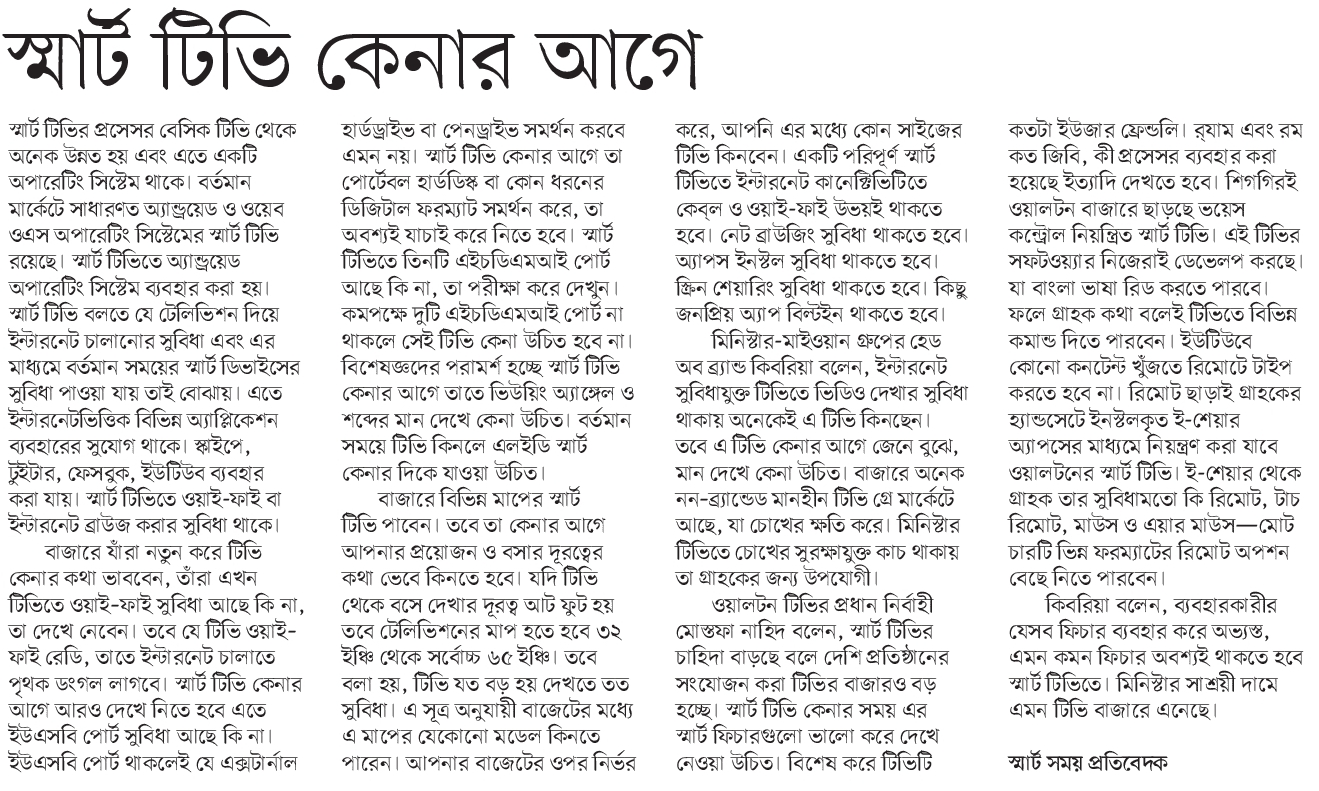 স্মার্ট টিভি কেনার আগে
স্মার্ট টিভির প্রসেসর বেসিক টিভি থেকে
অনেক উন্নত হয় এবং এতে একটি
অপারেটিং সিস্টেম থাকে। বর্তমান
মার্কেটে সাধারণত অ্যান্ড্রয়েড ও ওয়েব
ওএস অপারেটিং সিস্টেমের স্মার্ট টিভি
রয়েছে। স্মার্ট টিভিতে অ্যান্ড্রয়েড
অপারেটিং সিস্টেম ব্যবহার করা হয়।
স্মার্ট টিভি বলতে যে টেলিভিশন দিয়ে
ইন্টারনেট চালানোর সুবিধা এবং এর
মাধ্যমে বর্তমান সময়ের স্মার্ট ডিভাইসের
সুবিধা পাওয়া যায় তাই বোঝায়। এতে
ইন্টারনেটভিত্তিক বিভিন্ন অ্যাপ্লিকেশন
ব্যবহারের সুযোগ থাকে। স্কাইপে,
টুইটার, ফেসবুক, ইউটিউব ব্যবহার
করা যায়। স্মার্ট টিভিতে ওয়াই-ফাই বা
ইন্টারনেট ব্রাউজ করার সুবিধা থাকে।
বাজারে যাঁরা নতুন করে টিভি
কেনার কথা ভাববেন, তাঁরা এখন
টিভিতে ওয়াই-ফাই সুবিধা আছে কি না,
তা দেখে নেবেন। তবে যে টিভি ওয়াই-
ফাই রেডি, তাতে ইন্টারনেট চালাতে
পৃথক ডংগল লাগবে। স্মার্ট টিভি কেনার
আগে আরও দেখে নিতে হবে এতে
ইউএসবি পোর্ট সুবিধা আছে কি না।
ইউএসবি পোর্ট থাকলেই যে এক্সটার্নাল
হার্ডড্রাইভ বা পেনড্রাইভ সমর্থন করবে
এমন নয়। স্মার্ট টিভি কেনার আগে তা
পোর্টেবল হার্ডডিস্ক বা কোন ধরনের
ডিজিটাল ফরম্যাট সমর্থন করে, তা
অবশ্যই যাচাই করে নিতে হবে। স্মার্ট
টিভিতে তিনটি এইচডিএমআই পোর্ট
আছে কি না, তা পরীক্ষা করে দেখুন।
কমপক্ষে দুটি এইচডিএমআই পোর্ট না
থাকলে সেই টিভি কেনা উচিত হবে না।
বিশেষজ্ঞদের পরামর্শ হচ্ছে স্মার্ট টিভি
কেনার আগে তাতে ভিউয়িং অ্যাঙ্গেল ও
শব্দের মান দেখে কেনা উচিত। বর্তমান
সময়ে টিভি কিনলে এলইডি স্মার্ট
কেনার দিকে যাওয়া উচিত।
বাজারে বিভিন্ন মাপের স্মার্ট
টিভি পাবেন। তবে তা কেনার আগে
আপনার প্রয়োজন ও বসার দূরত্বের
কথা ভেবে কিনতে হবে। যদি টিভি
থেকে বসে দেখার দূরত্ব আট ফুট হয়
তবে টেলিভিশনের মাপ হতে হবে ৩২
ইঞ্চি থেকে সর্বোচ্চ ৬৫ ইঞ্চি। তবে
বলা হয়, টিভি যত বড় হয় দেখতে তত
সুবিধা। এ সূত্র অনুযায়ী বাজেটের মধ্যে
এ মাপের যেকোনো মডেল কিনতে
পারেন। আপনার বাজেটের ওপর নির্ভর
করে, আপনি এর মধ্যে কোন সাইজের
টিভি কিনবেন। একটি পরিপূর্ণ স্মার্ট
টিভিতে ইন্টারনেট কানেক্টিভিটিতে
কেব্‌ল ও ওয়াই-ফাই উভয়ই থাকতে
হবে। নেট ব্রাউজিং সুবিধা থাকতে হবে।
অ্যাপস ইনস্টল সুবিধা থাকতে হবে।
স্ক্রিন শেয়ারিং সুবিধা থাকতে হবে। কিছু
জনপ্রিয় অ্যাপ বিল্টইন থাকতে হবে।
মিনিস্টার-মাইওয়ান গ্রুপের হেড
অব ব্র্যান্ড কিবরিয়া বলেন, ইন্টারনেট
সুবিধাযুক্ত টিভিতে ভিডিও দেখার সুবিধা
থাকায় অনেকেই এ টিভি কিনছেন।
তবে এ টিভি কেনার আগে জেনে বুঝে,
মান দেখে কেনা উচিত। বাজারে অনেক
নন-ব্র্যান্ডেড মানহীন টিভি গ্রে মার্কেটে
আছে, যা চোখের ক্ষতি করে। মিনিস্টার
টিভিতে চোখের সুরক্ষাযুক্ত কাচ থাকায়
তা গ্রাহকের জন্য উপযোগী।
ওয়ালটন টিভির প্রধান নির্বাহী
মোস্তফা নাহিদ বলেন, স্মার্ট টিভির
চাহিদা বাড়ছে বলে দেশি প্রতিষ্ঠানের
সংযোজন করা টিভির বাজারও বড়
হচ্ছে। স্মার্ট টিভি কেনার সময় এর
স্মার্ট ফিচারগুলো ভালো করে দেখে
নেওয়া উচিত। বিশেষ করে টিভিটি
কতটা ইউজার ফ্রেন্ডলি। র‍্যাম এবং রম
কত জিবি, কী প্রসেসর ব্যবহার করা
হয়েছে ইত্যাদি দেখতে হবে। শিগগিরই
ওয়ালটন বাজারে ছাড়ছে ভয়েস
কন্ট্রোল নিয়ন্ত্রিত স্মার্ট টিভি। এই টিভির
সফটওয়্যার নিজেরাই ডেভেলপ করছে।
যা বাংলা ভাষা রিড করতে পারবে।
ফলে গ্রাহক কথা বলেই টিভিতে বিভিন্ন
কমান্ড দিতে পারবেন। ইউটিউবে
কোনো কনটেন্ট খুঁজতে রিমোটে টাইপ
করতে হবে না। রিমোট ছাড়াই গ্রাহকের
হ্যান্ডসেটে ইনস্টলকৃত ই-শেয়ার
অ্যাপসের মাধ্যমে নিয়ন্ত্রণ করা যাবে
ওয়ালটনের স্মার্ট টিভি। ই-শেয়ার থেকে
গ্রাহক তার সুবিধামতো কি রিমোট, টাচ
রিমোট, মাউস ও এয়ার মাউস—মোট
চারটি ভিন্ন ফরম্যাটের রিমোট অপশন
বেছে নিতে পারবেন।
কিবরিয়া বলেন, ব্যবহারকারীর
যেসব ফিচার ব্যবহার করে অভ্যস্ত,
এমন কমন ফিচার অবশ্যই থাকতে হবে
স্মার্ট টিভিতে। মিনিস্টার সাশ্রয়ী দামে
এমন টিভি বাজারে এনেছে।
স্মার্ট সময় প্রতিবেদক